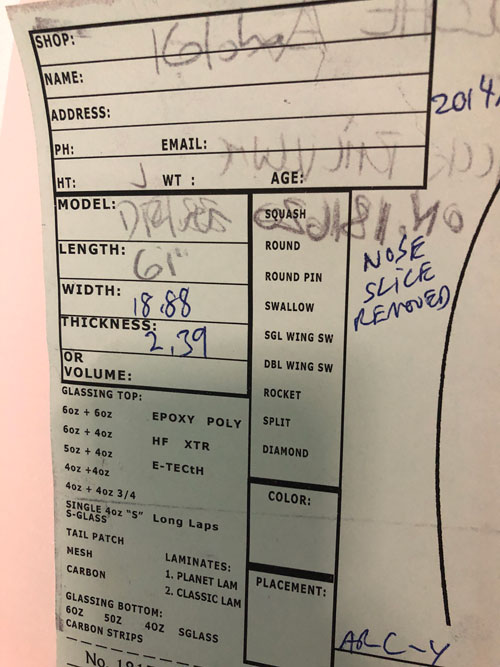 SHOP:
NAME:
ADDRESS:
2014
PH: EMAIL:
HT: WT : AGE:
MODEL:
LENGTH: 6'1"
WIDTH: 18.88
THICKNESS: 2.39
OR
VOLUME:
SQUASH
ROUND
ROUND PIN
SWALLOW
SGL WING SW
DBL WING SW
ROCKET
SPLIT
DIAMOND
NOSE
SLICE
REMOVED
GLASSING TOP:
6oz + 6oz EPOXY POLY
6oz + 4oz HF XTR
5oz + 4oz E-TECtH
4oz +4oz
4oz + 4oz 3/4
SINGLE 4oz "S" Long Laps
S-GLASS
TAIL PATCH
MESH
CARBON
LAMINATES:
1. PLANET LAM
2. CLASSIC LAM
GLASSING BOTTOM:
6OZ 5OZ 4OZ SGLASS
CARBON STRIPS
COLOR:
PLACEMENT:
No.